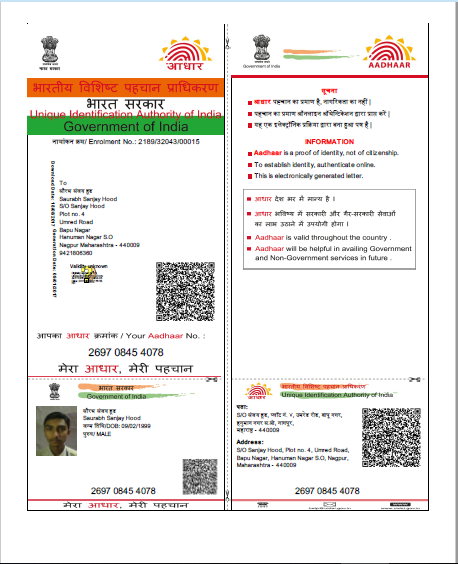 भारत सरकार
आधार
भारतीय विशिष्ट पहचान प्राधिकरण
भारत सरकार
Unique Identification Authority of India
Government of India
नामांकन क्रम/ Enrolment No.: 2189/32043/00015
To
सौरभ संजय हुड
Saurabh Sanjay Hood
S/O Sanjay Hood
Plot no. 4
Umred Road
Bapu Nagar
Hanuman Nagar S.O
Nagpur Maharashtra - 440009
9421806360
Validity unknown
आपका आधार क्रमांक / Your Aadhaar No. :
2697 0845 4078
मेरा आधार, मेरी पहचान
भारत सरकार
Government of India
सौरभ संजय हुड
Saurabh Sanjay Hood
जन्म तिथि/DOB: 09/02/1999
पुरुष/ MALE
2697 0845 4078
मेरा आधार, मेरी पहचान
Government of India
AADHAAR
सूचना
आधार पहचान का प्रमाण है, नागरिकता का नहीं |
पहचान का प्रमाण ऑनलाइन ऑथेन्टिकेशन द्वारा प्राप्त करें |
यह एक इलेक्ट्रॉनिक प्रक्रिया द्वारा बना हुआ पत्र है |
INFORMATION
Aadhaar is a proof of identity, not of citizenship.
To establish identity, authenticate online.
This is electronically generated letter.
आधार देश भर में मान्य है ।
आधार भविष्य में सरकारी और गैर-सरकारी सेवाओं
का लाभ उठाने में उपयोगी होगा ।
Aadhaar is valid throughout the country .
Aadhaar will be helpful in availing Government
and Non-Government services in future .
आधार
भारतीय विशिष्ट पहचान प्राधिकरण
Unique Identification Authority of India
पता:
S/O संजय हुड, प्लॉट नं. ४, उमरेड रोड, बापू नगर,
हनुमान नगर स.ओ, नागपुर,
महाराष्ट्र - 440009
Address:
S/O Sanjay Hood, Plot no. 4, Umred Road,
Bapu Nagar, Hanuman Nagar S.O, Nagpur,
Maharashtra - 440009
2697 0845 4078